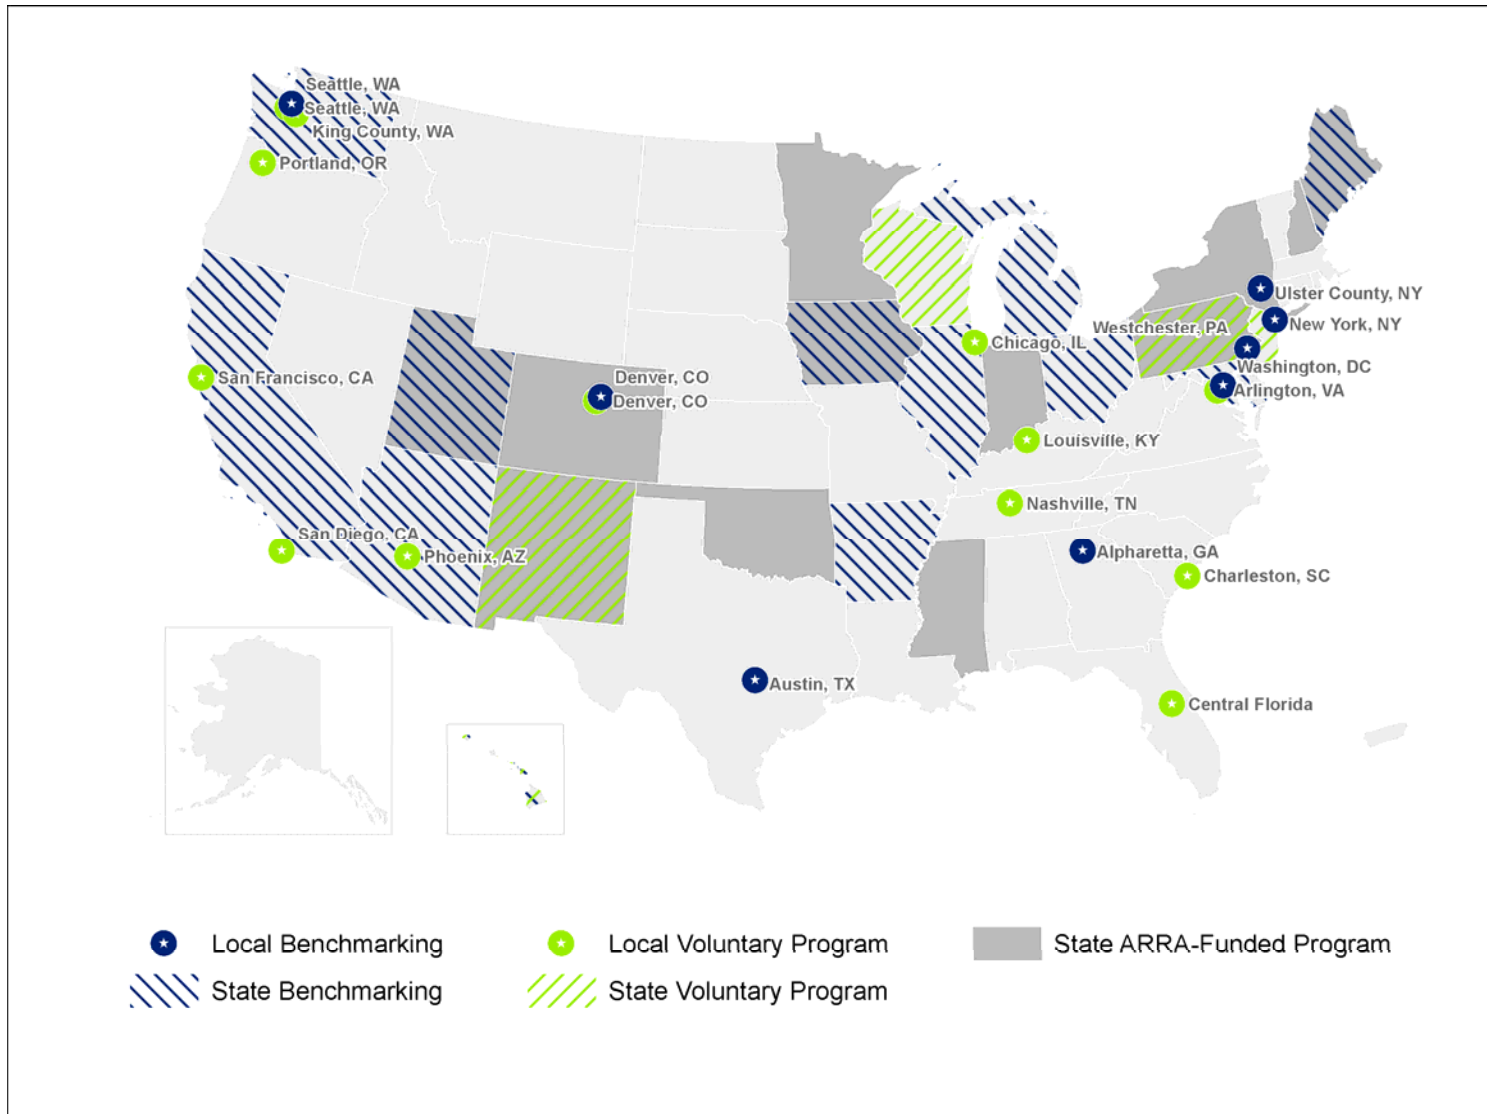 Seattle, WA
Seattle, WA
King County, WA
Portland, OR
Ulster County, NY
New York, NY
Westchester, PA
Chicago, IL
Washington, DC
San Francisco, CA
Denver, CO
Arlington, VA
Denver, CO
Louisville, KY
Nashville, TN
San Diego, CA
Phoenix, AZ
Alpharetta, GA
Charleston, SC
Austin, TX
Central Florida
Local Benchmarking
Local Voluntary Program
State ARRA-Funded Program
State Benchmarking
State Voluntary Program